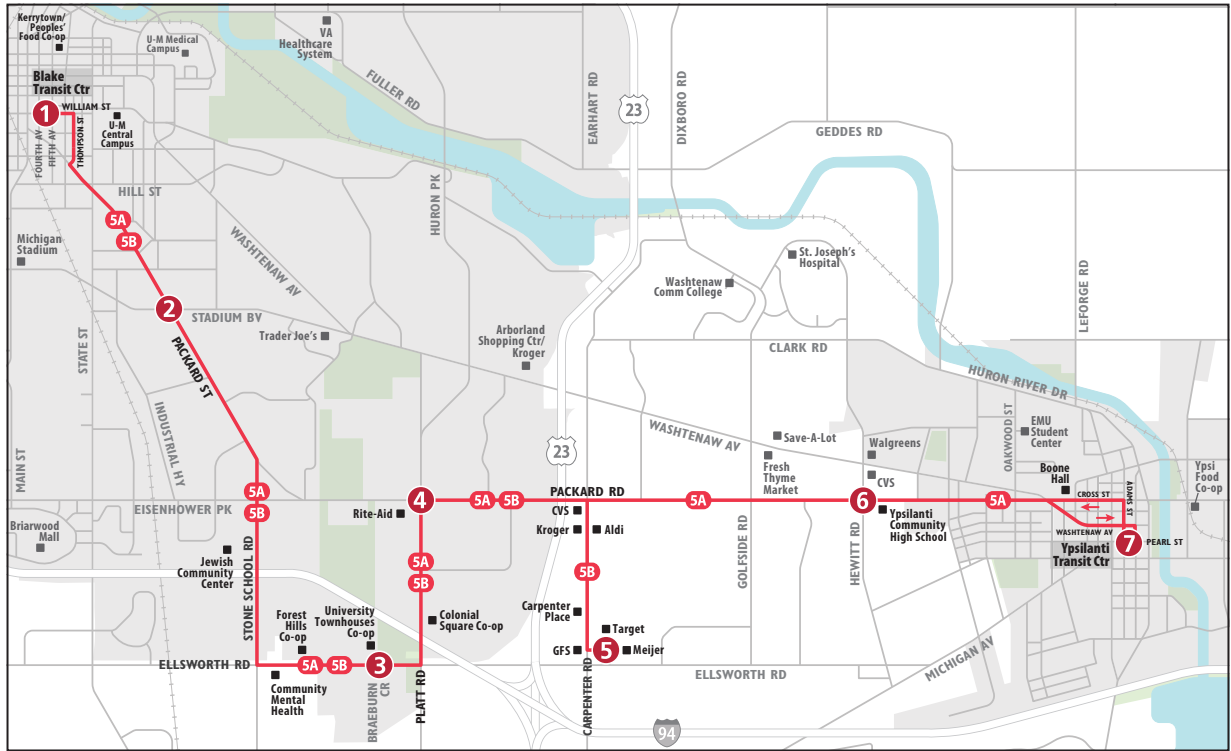 Kerrytown/
Peoples'
Food Co-op
U-M Medical
Campus
VA
Healthcare
System
FULLER RD
EARHART RD
23
DIXBORO RD
GEDDES RD
Blake
Transit Ctr
1
WILLIAM ST
THOMPSON ST
FOURTH AV
FIFTH AV
U-M
Central
Campus
HILL ST
HURON PK
5A
5B
WASHTENAW AV
Michigan
Stadium
2
STADIUM BV
PACKARD ST
STATE ST
Trader Joe's
Arborland
Shopping Ctr/
Kroger
Washtenaw
Comm College
St. Joseph's
Hospital
LEFORGE RD
CLARK RD
HURON RIVER DR
INDUSTRIAL HY
MAIN ST
23
WASHTENAW AV
Save-A-Lot
Fresh
Thyme
Market
Walgreens
CVS
OAKWOOD ST
EMU
Student
Center
Boone
Hall
Ypsi
Food
Co-op
5A
5B
EISENHOWER PK
Rite-Aid
4
5A
5B
PACKARD RD
5A
6
5A
CROSS ST
ADAMS ST
WASHTENAW AV
7
PEARL ST
Ypsilanti
Transit Ctr
CVS
Kroger
Aldi
Ypsilanti
Community
High School
Briarwood
Mall
Jewish
Community
Center
STONE SCHOOL RD
5A
5B
5B
GOLFSIDE RD
HEWITT RD
Forest
Hills
Co-op
University
Townhouses
Co-op
Colonial
Square Co-op
Carpenter
Place
Target
GFS
5
Meijer
ELLSWORTH RD
5A
5B
3
ELLSWORTH RD
MICHIGAN AV
Community
Mental
Health
BRAEBURN
CR
PLATT RD
CARPENTER RD
94